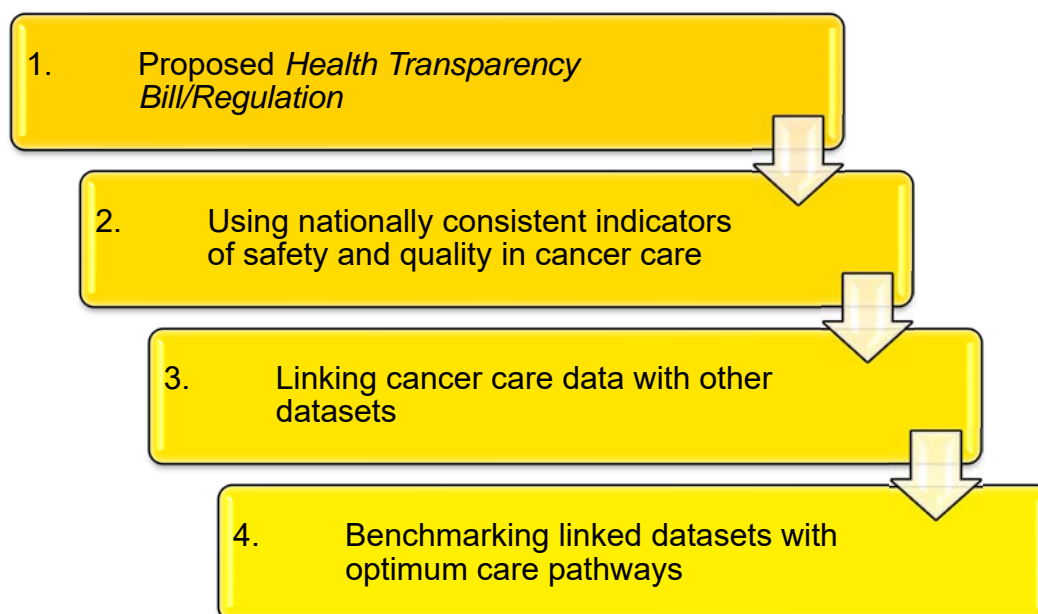 1. Proposed Health Transparency
Bill/Regulation
2. Using nationally consistent indicators
of safety and quality in cancer care
3. Linking cancer care data with other
datasets
4. Benchmarking linked datasets with
optimum care pathways